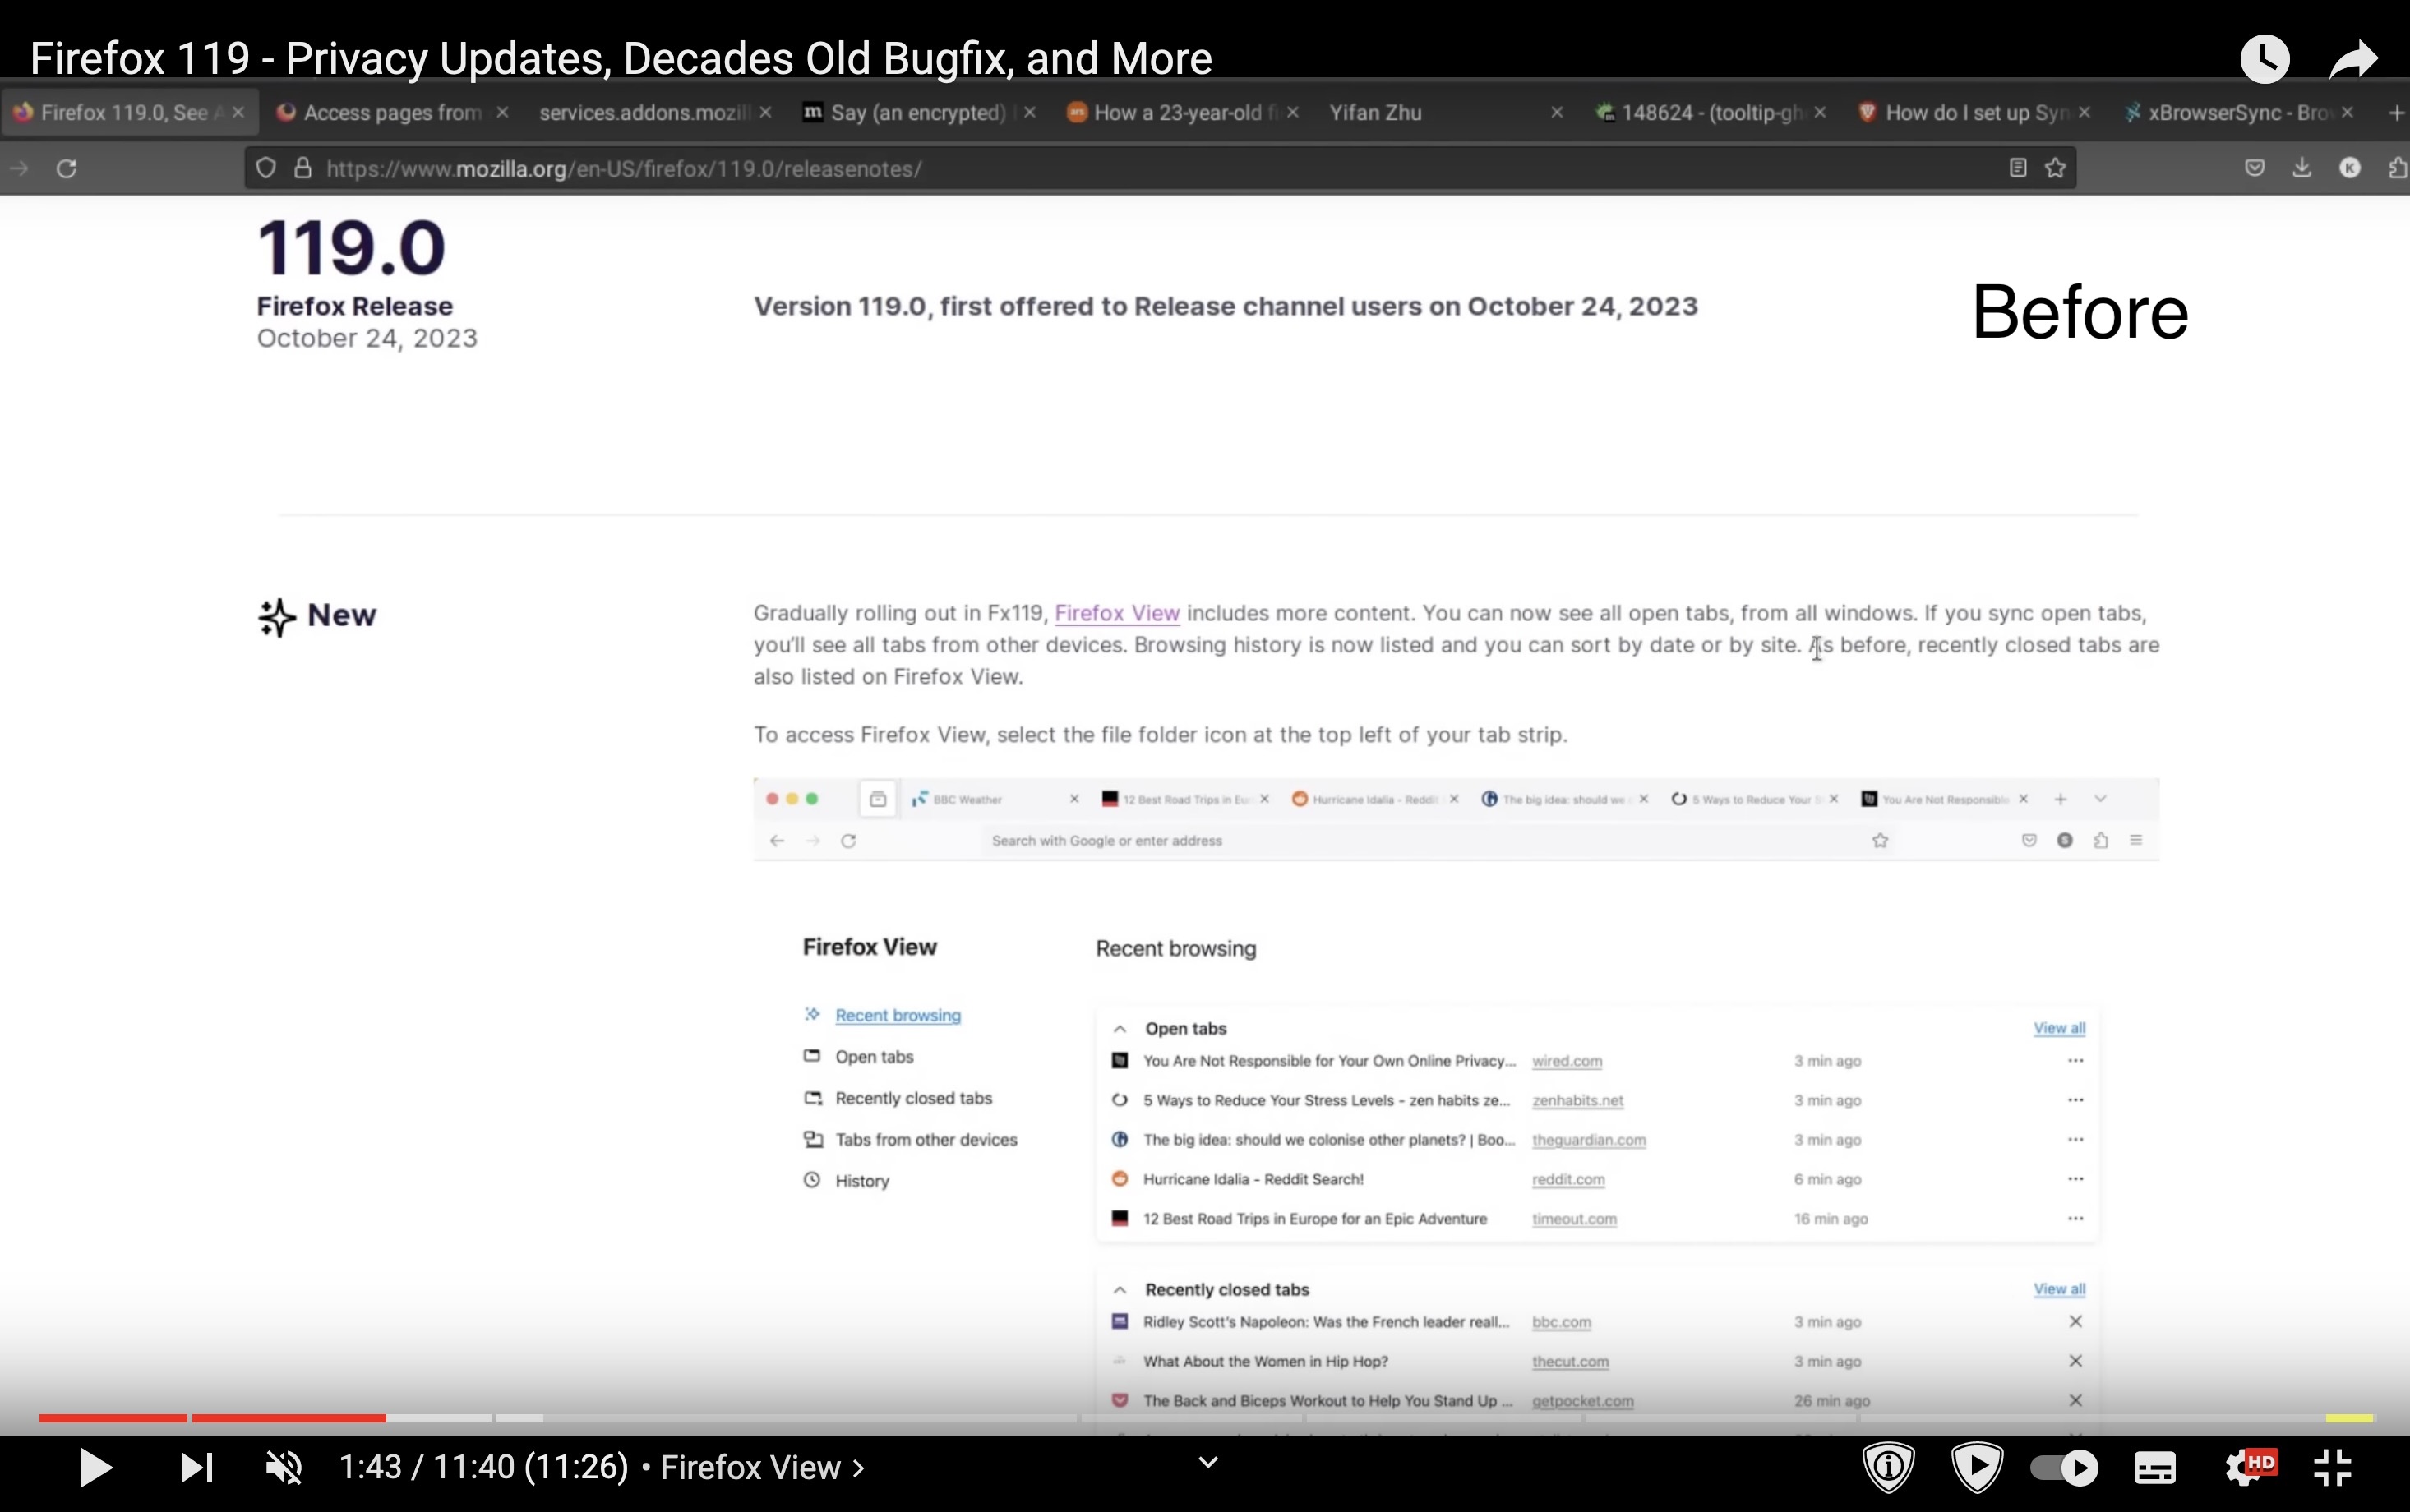 Firefox 119 - Privacy Updates, Decades Old Bugfix, and More
Firefox 119.0, See A
Access pages from
services.addons.mozill
Say (an encrypted)
How a 23-year-old fi
Yifan Zhu
148624 - (tooltip-gh
How do I set up Syn
xBrowserSync - Brow
https://www.mozilla.org/en-US/firefox/119.0/releasenotes/
K
119.0
Firefox Release
October 24, 2023
Version 119.0, first offered to Release channel users on October 24, 2023
Before
New
Gradually rolling out in Fx119, Firefox View includes more content. You can now see all open tabs, from all windows. If you sync open tabs,
you'll see all tabs from other devices. Browsing history is now listed and you can sort by date or by site. As before, recently closed tabs are
also listed on Firefox View.
To access Firefox View, select the file folder icon at the top left of your tab strip.
BBC Weather
12 Best Road Trips in Eur
Hurricane Idalia - Reddit
The big idea: should we
5 Ways to Reduce Your
You Are Not Responsible
Search with Google or enter address
S
Firefox View
Recent browsing
Open tabs
Recently closed tabs
Tabs from other devices
History
Recent browsing
Open tabs
View all
You Are Not Responsible for Your Own Online Privacy... wired.com 3 min ago
5 Ways to Reduce Your Stress Levels - zen habits ze... zenhabits.net 3 min ago
The big idea: should we colonise other planets? | Boo... theguardian.com 3 min ago
Hurricane Idalia - Reddit Search! reddit.com 6 min ago
12 Best Road Trips in Europe for an Epic Adventure timeout.com 16 min ago
Recently closed tabs
View all
Ridley Scott's Napoleon: Was the French leader reall... bbc.com 3 min ago
What About the Women in Hip Hop? thecut.com 3 min ago
The Back and Biceps Workout to Help You Stand Up ... getpocket.com 26 min ago
1:43 / 11:40 (11:26) • Firefox View
HD